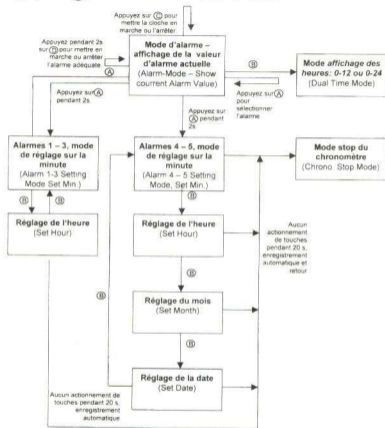 Appuyez sur Ⓒ pour
mettre la cloche en
marche ou l'arrêter.
Appuyez pendant 2s
sur Ⓓ pour mettre en
marche ou arrêter
l'alarme adéquate.
Mode d'alarme –
affichage de la valeur
d'alarme actuelle
(Alarm-Mode – Show
courrent Alarm Value)
Ⓑ
Mode affichage des
heures: 0-12 ou 0-24
(Dual Time Mode)
Ⓐ
Appuyez sur Ⓐ
pendant 2s.
Appuyez sur
Ⓐ pendant
2s.
Appuyez sur Ⓐ
pour
sélectionner
l'alarme
Alarmes 1 – 3, mode
de réglage sur la
minute
(Alarm 1-3 Setting
Mode Set Min.)
Alarmes 4 – 5, mode
de réglage sur la
minute
(Alarm 4 – 5 Setting
Mode, Set Min.)
Mode stop du
chronomètre
(Chrono. Stop Mode)
Ⓑ Ⓑ
Ⓑ
Réglage de l'heure
(Set Hour)
Réglage de l'heure
(Set Hour)
Aucun
actionnement
de touches
pendant 20 s,
enregistrement
automatique et
retour
Ⓑ
Ⓑ
Réglage du mois
(Set Month)
Ⓑ
Réglage de la date
(Set Date)
Aucun actionnement de
touches pendant 20 s,
enregistrement
automatique